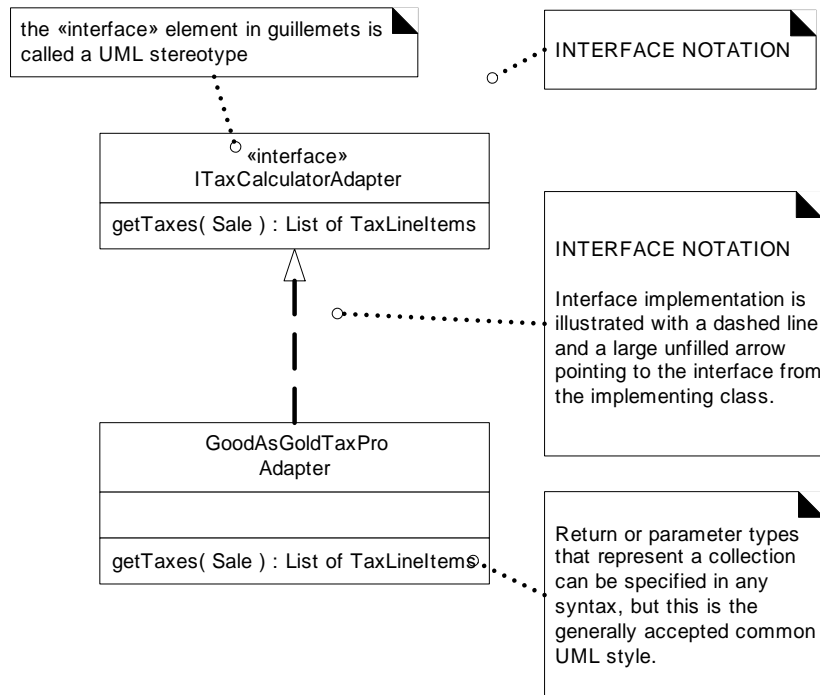 the «interface» element in guillemets is
called a UML stereotype
INTERFACE NOTATION
«interface»
ITaxCalculatorAdapter
getTaxes( Sale ) : List of TaxLineItems
INTERFACE NOTATION
Interface implementation is
illustrated with a dashed line
and a large unfilled arrow
pointing to the interface from
the implementing class.
GoodAsGoldTaxPro
Adapter
getTaxes( Sale ) : List of TaxLineItems
Return or parameter types
that represent a collection
can be specified in any
syntax, but this is the
generally accepted common
UML style.